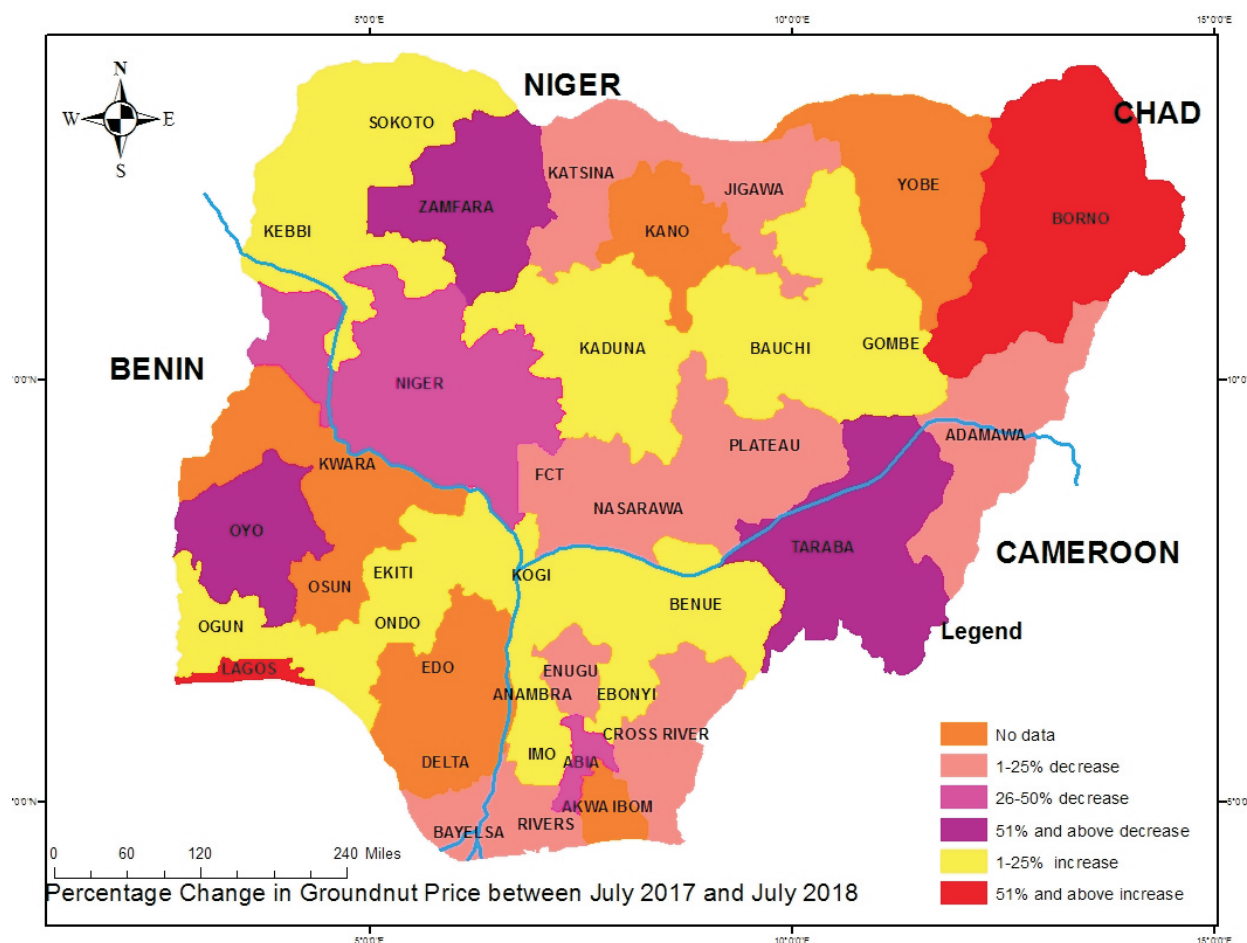 5°0'0"E 10°0'0"E 15°0'0"E
N
W E
S
NIGER
CHAD
SOKOTO
KATSINA
JIGAWA
YOBE
ZAMFARA
BORNO
KEBBI
KANO
KADUNA
BAUCHI
GOMBE
BENIN
NIGER
'0'0"N
10°0'
ADAMAWA
PLATEAU
KWARA
FCT
NASARAWA
OYO
TARABA
CAMEROON
EKITI
KOGI
OSUN
BENUE
OGUN
ONDO
Legend
LAGOS
EDO
ENUGU
ANAMBRA
EBONYI
CROSS RIVER
IMO
ABIA
DELTA
AKWA IBOM
RIVERS
BAYELSA
No data
1-25% decrease
26-50% decrease
51% and above decrease
1-25% increase
51% and above increase
'0'0"N
5°0'0
0 60 120 240 Miles
Percentage Change in Groundnut Price between July 2017 and July 2018
5°0'0"E 10°0'0"E 15°0'0"E